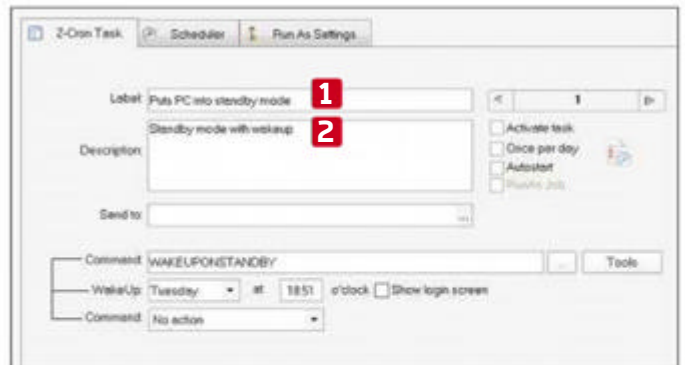 Z-Cron Task Scheduler Run As Settings
Label: Puts PC into standby mode 1 < 1 >
Standby mode with wakeup 2
Activate task
Description: Once per day
Autostart
RunAs Job
Send to: ...
Command: WAKEUPONSTANDBY ... Tools
WakeUp: Tuesday at 18:51 o'clock Show login screen
Command: No action